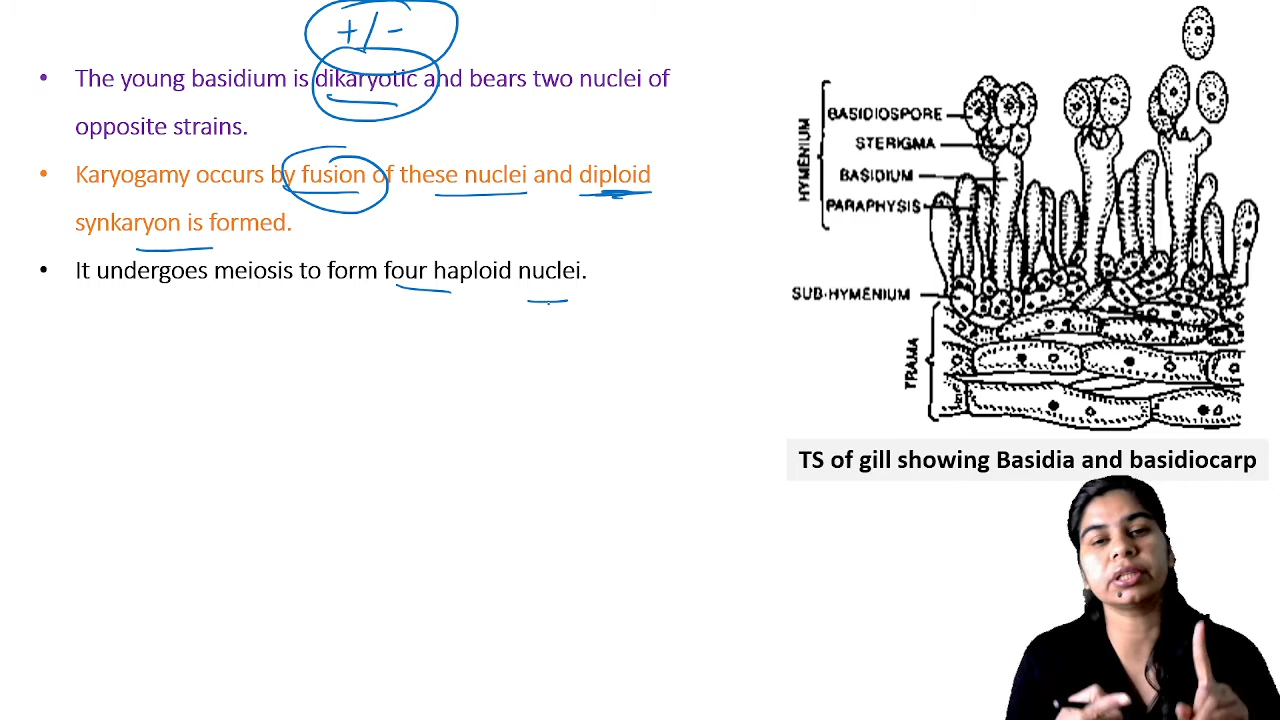 +/-
• The young basidium is dikaryotic and bears two nuclei of
opposite strains.
• Karyogamy occurs by fusion of these nuclei and diploid
synkaryon is formed.
• It undergoes meiosis to form four haploid nuclei.
HYMENIUM
BASIDIOSPORE
STERIGMA
BASIDIUM
PARAPHYSIS
SUB-HYMENIUM
TRAMA
TS of gill showing Basidia and basidiocarp